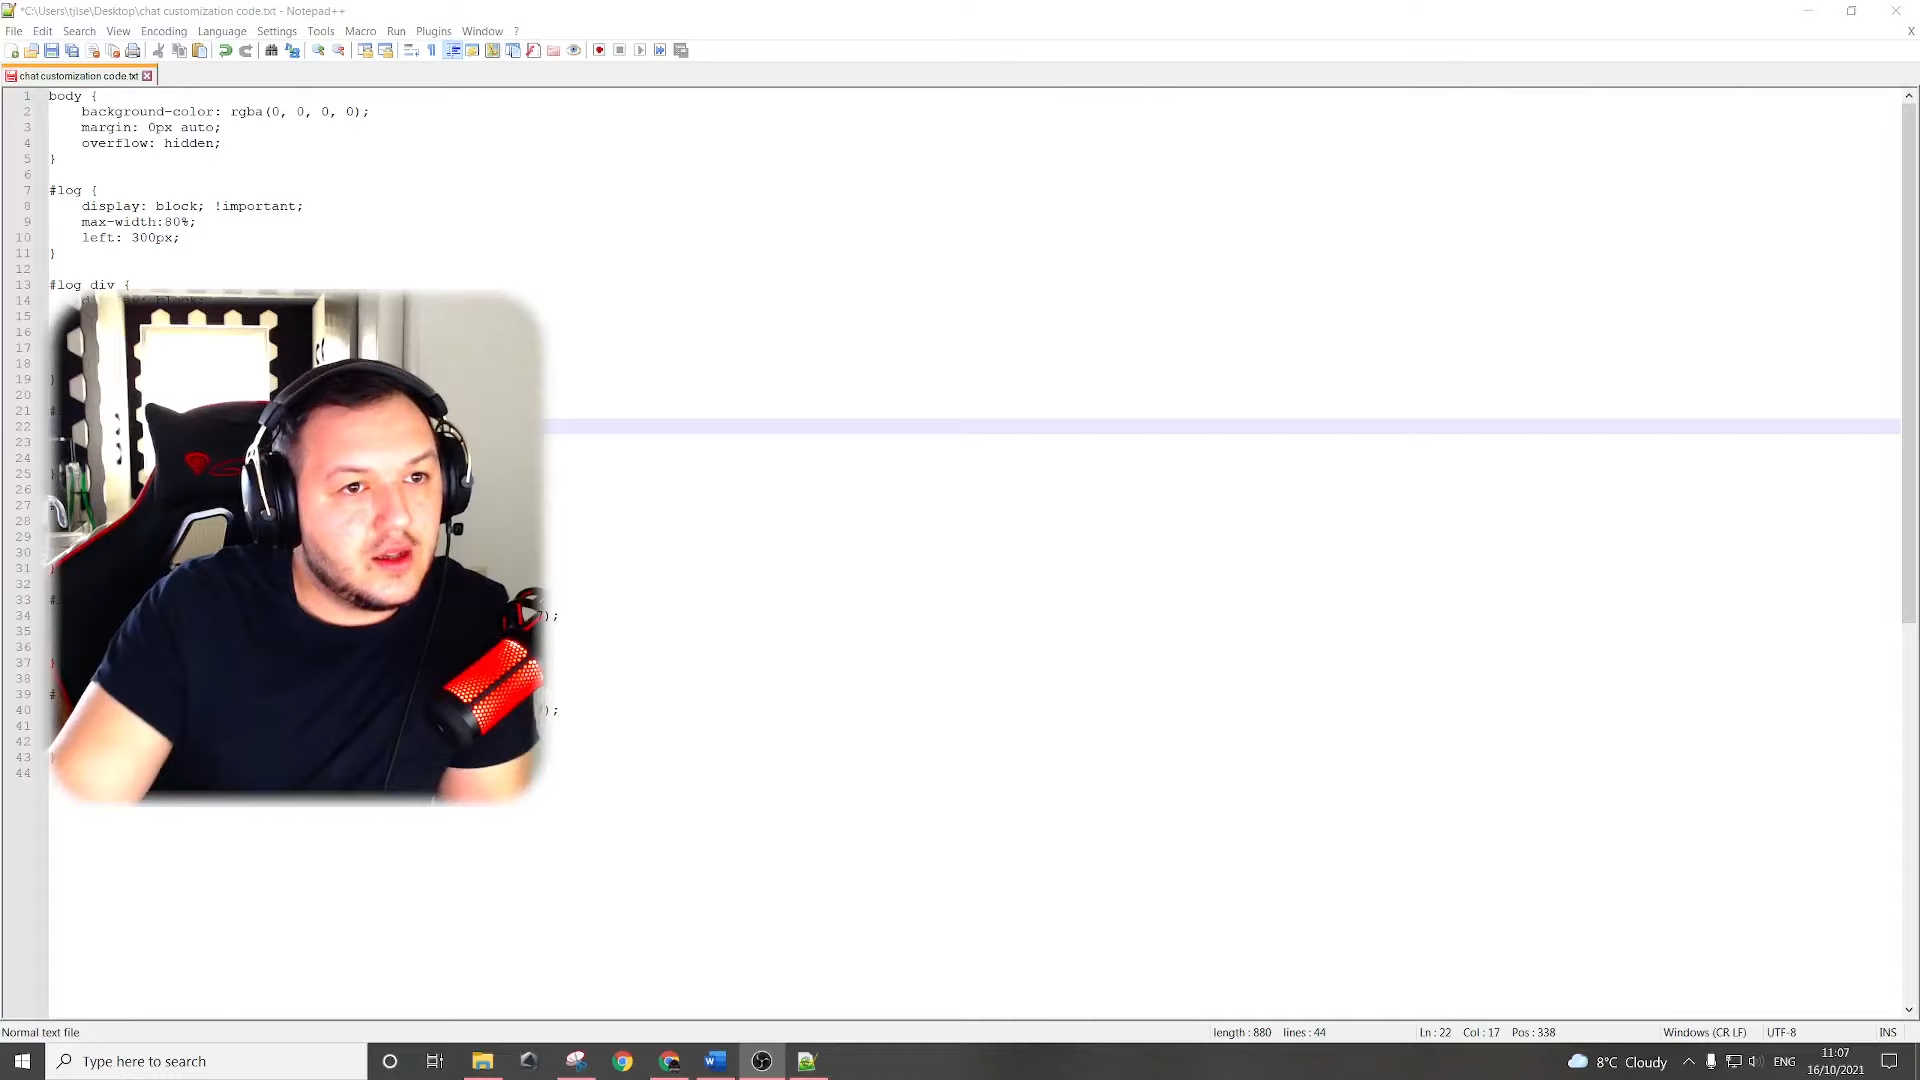 *C:\Users\tjlse\Desktop\chat customization code.txt - Notepad++
File Edit Search View Encoding Language Settings Tools Macro Run Plugins Window ? X
chat customization code.txt
1 body {
2 background-color: rgba(0, 0, 0, 0);
3 margin: 0px auto;
4 overflow: hidden;
5 }
6
7 #log {
8 display: block; !important;
9 max-width:80%;
10 left: 300px;
11 }
12
13 #log div {
14 display: block;
15
16
17
18
19 }
20
21 #
22
23
24
25 }
26
27 #
28
29
30
31 }
32
33 #
34 );
35
36
37 }
38
39 #
40 );
41
42
43 }
44
Normal text file length : 880 lines : 44 Ln : 22 Col : 17 Pos : 338 Windows (CR LF) UTF-8 INS
Type here to search 8°C Cloudy ENG 11:07
16/10/2021